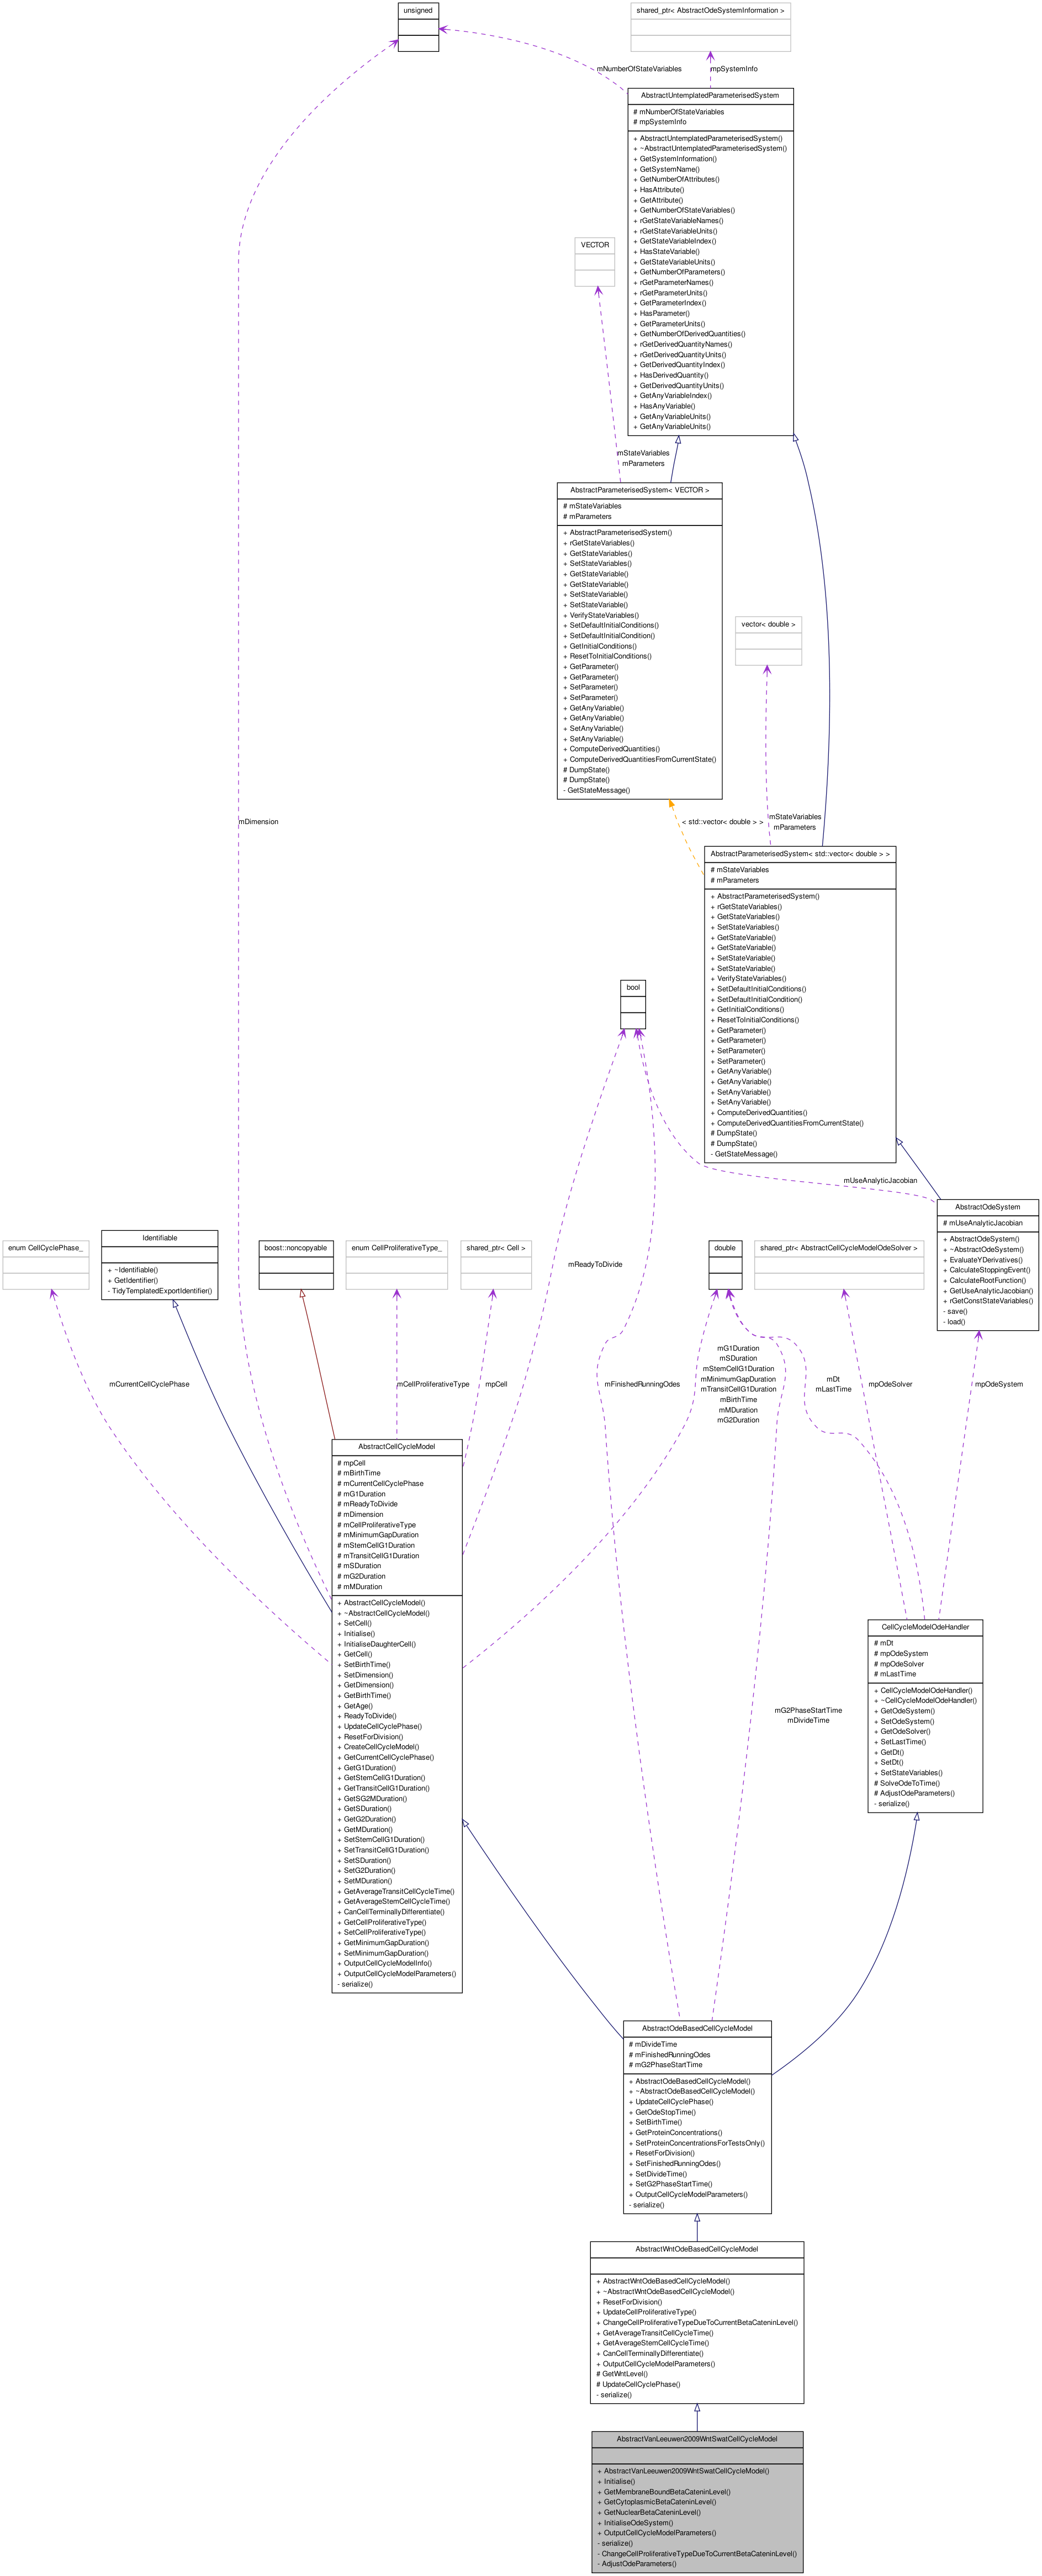 unsigned
shared_ptr< AbstractOdeSystemInformation >
mNumberOfStateVariables
mpSystemInfo
AbstractUntemplatedParameterisedSystem
# mNumberOfStateVariables
# mpSystemInfo
+ AbstractUntemplatedParameterisedSystem()
+ ~AbstractUntemplatedParameterisedSystem()
+ GetSystemInformation()
+ GetSystemName()
+ GetNumberOfAttributes()
+ HasAttribute()
+ GetAttribute()
+ GetNumberOfStateVariables()
+ rGetStateVariableNames()
+ rGetStateVariableUnits()
+ GetStateVariableIndex()
+ HasStateVariable()
+ GetStateVariableUnits()
+ GetNumberOfParameters()
+ rGetParameterNames()
+ rGetParameterUnits()
+ GetParameterIndex()
+ HasParameter()
+ GetParameterUnits()
+ GetNumberOfDerivedQuantities()
+ rGetDerivedQuantityNames()
+ rGetDerivedQuantityUnits()
+ GetDerivedQuantityIndex()
+ HasDerivedQuantity()
+ GetDerivedQuantityUnits()
+ GetAnyVariableIndex()
+ HasAnyVariable()
+ GetAnyVariableUnits()
+ GetAnyVariableUnits()
VECTOR
mStateVariables
mParameters
AbstractParameterisedSystem< VECTOR >
# mStateVariables
# mParameters
+ AbstractParameterisedSystem()
+ rGetStateVariables()
+ GetStateVariables()
+ SetStateVariables()
+ GetStateVariable()
+ GetStateVariable()
+ SetStateVariable()
+ SetStateVariable()
+ VerifyStateVariables()
+ SetDefaultInitialConditions()
+ SetDefaultInitialCondition()
+ GetInitialConditions()
+ ResetToInitialConditions()
+ GetParameter()
+ GetParameter()
+ SetParameter()
+ SetParameter()
+ GetAnyVariable()
+ GetAnyVariable()
+ SetAnyVariable()
+ SetAnyVariable()
+ ComputeDerivedQuantities()
+ ComputeDerivedQuantitiesFromCurrentState()
# DumpState()
# DumpState()
- GetStateMessage()
vector< double >
mDimension
< std::vector< double > >
mStateVariables
mParameters
AbstractParameterisedSystem< std::vector< double > >
# mStateVariables
# mParameters
+ AbstractParameterisedSystem()
+ rGetStateVariables()
+ GetStateVariables()
+ SetStateVariables()
+ GetStateVariable()
+ GetStateVariable()
+ SetStateVariable()
+ SetStateVariable()
+ VerifyStateVariables()
+ SetDefaultInitialConditions()
+ SetDefaultInitialCondition()
+ GetInitialConditions()
+ ResetToInitialConditions()
+ GetParameter()
+ GetParameter()
+ SetParameter()
+ SetParameter()
+ GetAnyVariable()
+ GetAnyVariable()
+ SetAnyVariable()
+ SetAnyVariable()
+ ComputeDerivedQuantities()
+ ComputeDerivedQuantitiesFromCurrentState()
# DumpState()
# DumpState()
- GetStateMessage()
bool
mUseAnalyticJacobian
AbstractOdeSystem
# mUseAnalyticJacobian
+ AbstractOdeSystem()
+ ~AbstractOdeSystem()
+ EvaluateYDerivatives()
+ CalculateStoppingEvent()
+ CalculateRootFunction()
+ GetUseAnalyticJacobian()
+ rGetConstStateVariables()
- save()
- load()
enum CellCyclePhase_
Identifiable
+ ~Identifiable()
+ GetIdentifier()
- TidyTemplatedExportIdentifier()
boost::noncopyable
enum CellProliferativeType_
shared_ptr< Cell >
mReadyToDivide
double
shared_ptr< AbstractCellCycleModelOdeSolver >
mCurrentCellCyclePhase
mCellProliferativeType
mpCell
mFinishedRunningOdes
mG1Duration
mSDuration
mStemCellG1Duration
mMinimumGapDuration
mTransitCellG1Duration
mBirthTime
mMDuration
mG2Duration
mDt
mLastTime
mpOdeSolver
mpOdeSystem
AbstractCellCycleModel
# mpCell
# mBirthTime
# mCurrentCellCyclePhase
# mG1Duration
# mReadyToDivide
# mDimension
# mCellProliferativeType
# mMinimumGapDuration
# mStemCellG1Duration
# mTransitCellG1Duration
# mSDuration
# mG2Duration
# mMDuration
+ AbstractCellCycleModel()
+ ~AbstractCellCycleModel()
+ SetCell()
+ Initialise()
+ InitialiseDaughterCell()
+ GetCell()
+ SetBirthTime()
+ SetDimension()
+ GetDimension()
+ GetBirthTime()
+ GetAge()
+ ReadyToDivide()
+ UpdateCellCyclePhase()
+ ResetForDivision()
+ CreateCellCycleModel()
+ GetCurrentCellCyclePhase()
+ GetG1Duration()
+ GetStemCellG1Duration()
+ GetTransitCellG1Duration()
+ GetSG2MDuration()
+ GetSDuration()
+ GetG2Duration()
+ GetMDuration()
+ SetStemCellG1Duration()
+ SetTransitCellG1Duration()
+ SetSDuration()
+ SetG2Duration()
+ SetMDuration()
+ GetAverageTransitCellCycleTime()
+ GetAverageStemCellCycleTime()
+ CanCellTerminallyDifferentiate()
+ GetCellProliferativeType()
+ SetCellProliferativeType()
+ GetMinimumGapDuration()
+ SetMinimumGapDuration()
+ OutputCellCycleModelInfo()
+ OutputCellCycleModelParameters()
- serialize()
CellCycleModelOdeHandler
# mDt
# mpOdeSystem
# mpOdeSolver
# mLastTime
+ CellCycleModelOdeHandler()
+ ~CellCycleModelOdeHandler()
+ GetOdeSystem()
+ SetOdeSystem()
+ GetOdeSolver()
+ SetLastTime()
+ GetDt()
+ SetDt()
+ SetStateVariables()
# SolveOdeToTime()
# AdjustOdeParameters()
- serialize()
mG2PhaseStartTime
mDivideTime
AbstractOdeBasedCellCycleModel
# mDivideTime
# mFinishedRunningOdes
# mG2PhaseStartTime
+ AbstractOdeBasedCellCycleModel()
+ ~AbstractOdeBasedCellCycleModel()
+ UpdateCellCyclePhase()
+ GetOdeStopTime()
+ SetBirthTime()
+ GetProteinConcentrations()
+ SetProteinConcentrationsForTestsOnly()
+ ResetForDivision()
+ SetFinishedRunningOdes()
+ SetDivideTime()
+ SetG2PhaseStartTime()
+ OutputCellCycleModelParameters()
- serialize()
AbstractWntOdeBasedCellCycleModel
+ AbstractWntOdeBasedCellCycleModel()
+ ~AbstractWntOdeBasedCellCycleModel()
+ ResetForDivision()
+ UpdateCellProliferativeType()
+ ChangeCellProliferativeTypeDueToCurrentBetaCateninLevel()
+ GetAverageTransitCellCycleTime()
+ GetAverageStemCellCycleTime()
+ CanCellTerminallyDifferentiate()
+ OutputCellCycleModelParameters()
# GetWntLevel()
# UpdateCellCyclePhase()
- serialize()
AbstractVanLeeuwen2009WntSwatCellCycleModel
+ AbstractVanLeeuwen2009WntSwatCellCycleModel()
+ Initialise()
+ GetMembraneBoundBetaCateninLevel()
+ GetCytoplasmicBetaCateninLevel()
+ GetNuclearBetaCateninLevel()
+ InitialiseOdeSystem()
+ OutputCellCycleModelParameters()
- serialize()
- ChangeCellProliferativeTypeDueToCurrentBetaCateninLevel()
- AdjustOdeParameters()